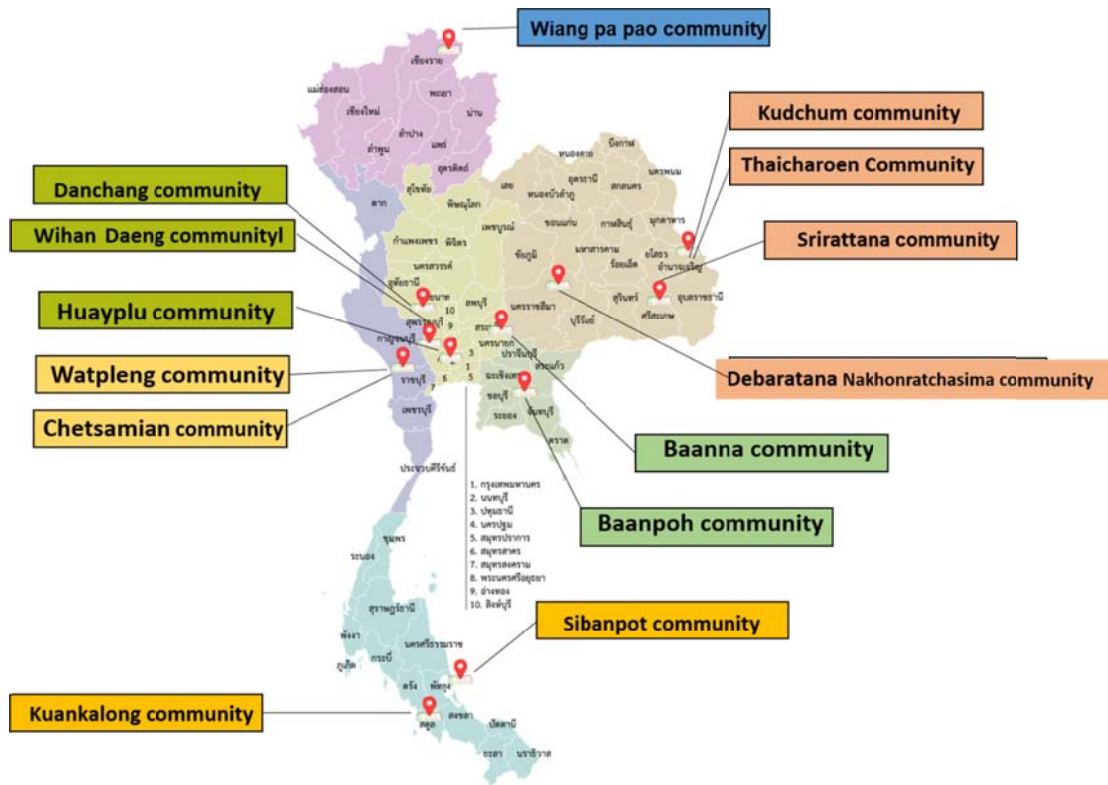 Wiang pa pao community
เชียงราย
แม่ฮ่องสอน
พะเยา
เชียงใหม่
น่าน
ลำปาง
แพร่
ลำพูน
อุตรดิตถ์
Kudchum community
Thaicharoen Community
Srirattana community
Danchang community
Wihan Daeng communityl
Huayplu community
Watpleng community
Chetsamian community
บึงกาฬ
หนองคาย
นครพนม
เลย
อุดรธานี
หนองบัวลำภู
สกลนคร
สุโขทัย
ตาก
พิษณุโลก
เพชรบูรณ์
ขอนแก่น
กาฬสินธุ์
มุกดาหาร
กำแพงเพชร
พิจิตร
มหาสารคาม
ชัยภูมิ
ร้อยเอ็ด
ยโสธร
อำนาจเจริญ
นครสวรรค์
อุทัยธานี
ลพบุรี
นครราชสีมา
สุรินทร์
อุบลราชธานี
บุรีรัมย์
ศรีสะเกษ
10
9
สุพรรณบุรี
กาญจนบุรี
นครนายก
ปราจีนบุรี
สระแก้ว
3
1
6
5
7
ราชบุรี
ฉะเชิงเทรา
ชลบุรี
เพชรบุรี
ระยอง
จันทบุรี
ตราด
ประจวบคีรีขันธ์
Debaratana Nakhonratchasima community
Baanna community
Baanpoh community
1. กรุงเทพมหานคร
2. นนทบุรี
3. ปทุมธานี
4. นครปฐม
5. สมุทรปราการ
6. สมุทรสาคร
7. สมุทรสงคราม
8. พระนครศรีอยุธยา
9. อ่างทอง
10. สิงห์บุรี
ชุมพร
ระนอง
สุราษฎร์ธานี
พังงา
นครศรีธรรมราช
กระบี่
ภูเก็ต
ตรัง
พัทลุง
สตูล
สงขลา
ปัตตานี
ยะลา
นราธิวาส
Sibanpot community
Kuankalong community